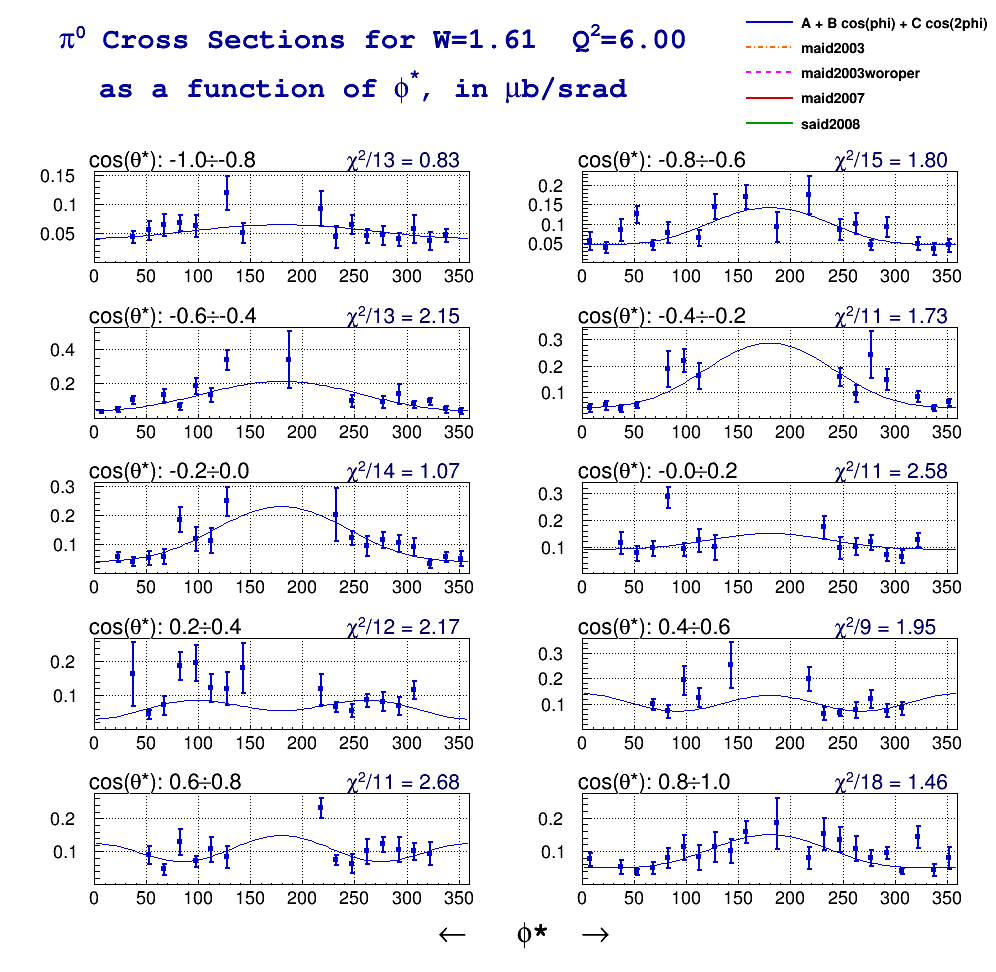 π⁰ Cross Sections for W=1.61 Q²=6.00
as a function of ϕ*, in μb/srad
A + B cos(phi) + C cos(2phi)
maid2003
maid2003woroper
maid2007
said2008
cos(θ*): -1.0÷-0.8 χ²/13 = 0.83
0.15
0.1
0.05
0 50 100 150 200 250 300 350
cos(θ*): -0.8÷-0.6 χ²/15 = 1.80
0.2
0.15
0.1
0.05
0 50 100 150 200 250 300 350
cos(θ*): -0.6÷-0.4 χ²/13 = 2.15
0.4
0.2
0 50 100 150 200 250 300 350
cos(θ*): -0.4÷-0.2 χ²/11 = 1.73
0.3
0.2
0.1
0 50 100 150 200 250 300 350
cos(θ*): -0.2÷0.0 χ²/14 = 1.07
0.3
0.2
0.1
0 50 100 150 200 250 300 350
cos(θ*): -0.0÷0.2 χ²/11 = 2.58
0.3
0.2
0.1
0 50 100 150 200 250 300 350
cos(θ*): 0.2÷0.4 χ²/12 = 2.17
0.2
0.1
0 50 100 150 200 250 300 350
cos(θ*): 0.4÷0.6 χ²/9 = 1.95
0.3
0.2
0.1
0 50 100 150 200 250 300 350
cos(θ*): 0.6÷0.8 χ²/11 = 2.68
0.2
0.1
0 50 100 150 200 250 300 350
cos(θ*): 0.8÷1.0 χ²/18 = 1.46
0.2
0.1
0 50 100 150 200 250 300 350
← ϕ* →